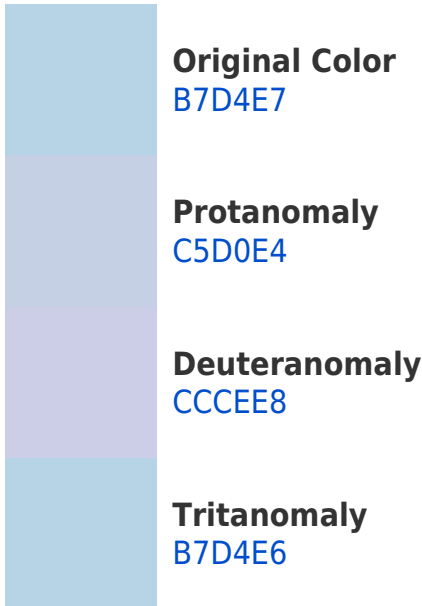 Original Color
B7D4E7
Protanomaly
C5D0E4
Deuteranomaly
CCCEE8
Tritanomaly
B7D4E6